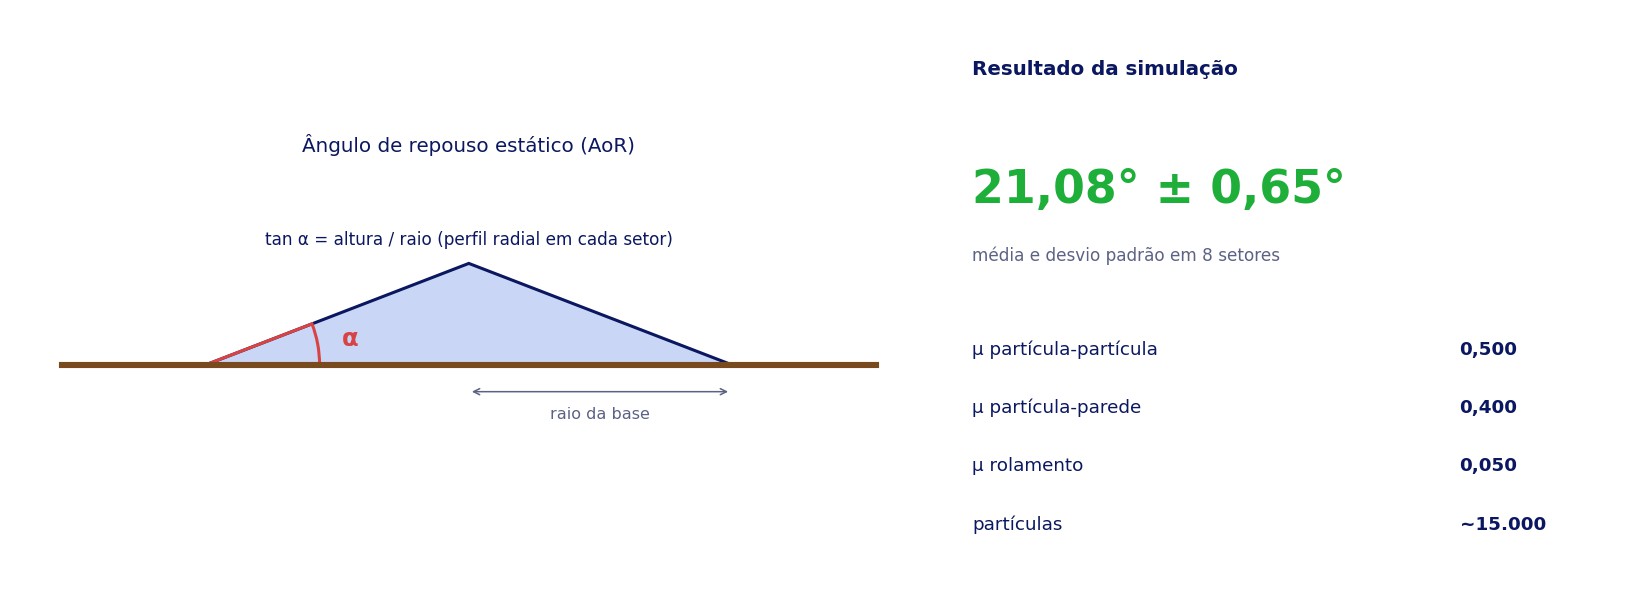 Ângulo de repouso estático (AoR)
tan α = altura / raio (perfil radial em cada setor)
α
raio da base
Resultado da simulação
21,08° ± 0,65°
média e desvio padrão em 8 setores
μ partícula-partícula 0,500
μ partícula-parede 0,400
μ rolamento 0,050
partículas ~15.000